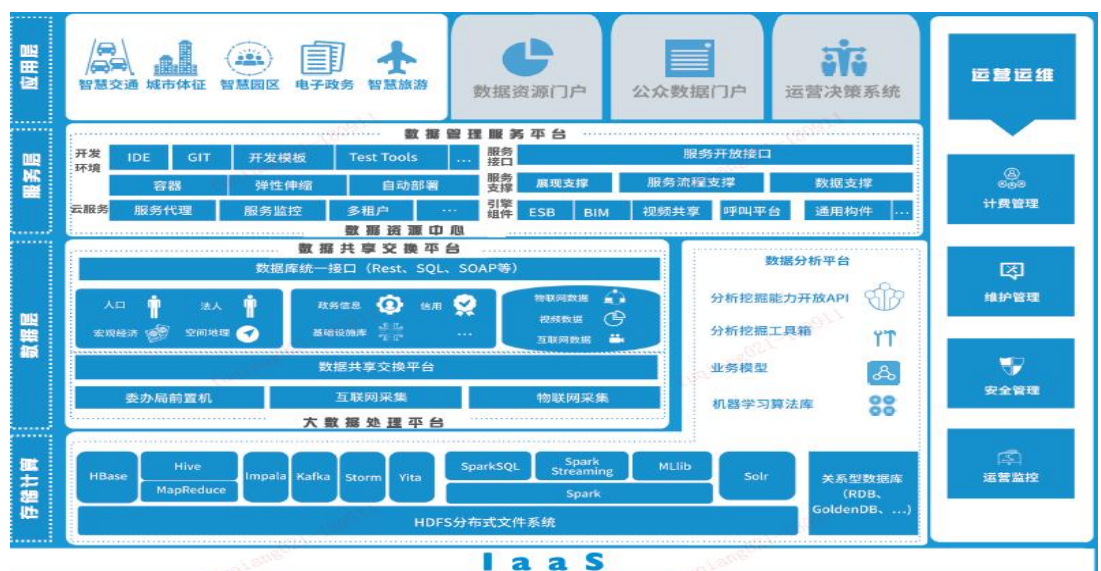 应用层
智慧交通 城市体征 智慧园区 电子政务 智慧旅游
数据资源门户
公众数据门户
运营决策系统
运营运维
服务层
数据管理服务平台
开发环境
IDE GIT 开发模板 Test Tools ...
容器 弹性伸缩 自动部署
云服务
服务代理 服务监控 多租户 ...
服务接口
服务开放接口
服务支撑
展现支撑 服务流程支撑 数据支撑
引擎组件
ESB BIM 视频共享 呼叫平台 通用构件 ...
数据资源中心
计费管理
数据层
数据共享交换平台
数据库统一接口（Rest、SQL、SOAP等）
人口 法人
宏观经济 空间地理
政务信息 信用
基础设施库 ...
物联网数据
视频数据
互联网数据
数据共享交换平台
委办局前置机 互联网采集 物联网采集
数据分析平台
分析挖掘能力开放API
分析挖掘工具箱
业务模型
机器学习算法库
维护管理
安全管理
存储计算
大数据处理平台
HBase
Hive
MapReduce
Impala Kafka Storm Yita
SparkSQL
Spark Streaming
MLlib
Spark
Solr
关系型数据库
（RDB、
GoldenDB、...）
HDFS分布式文件系统
运营监控
IaaS